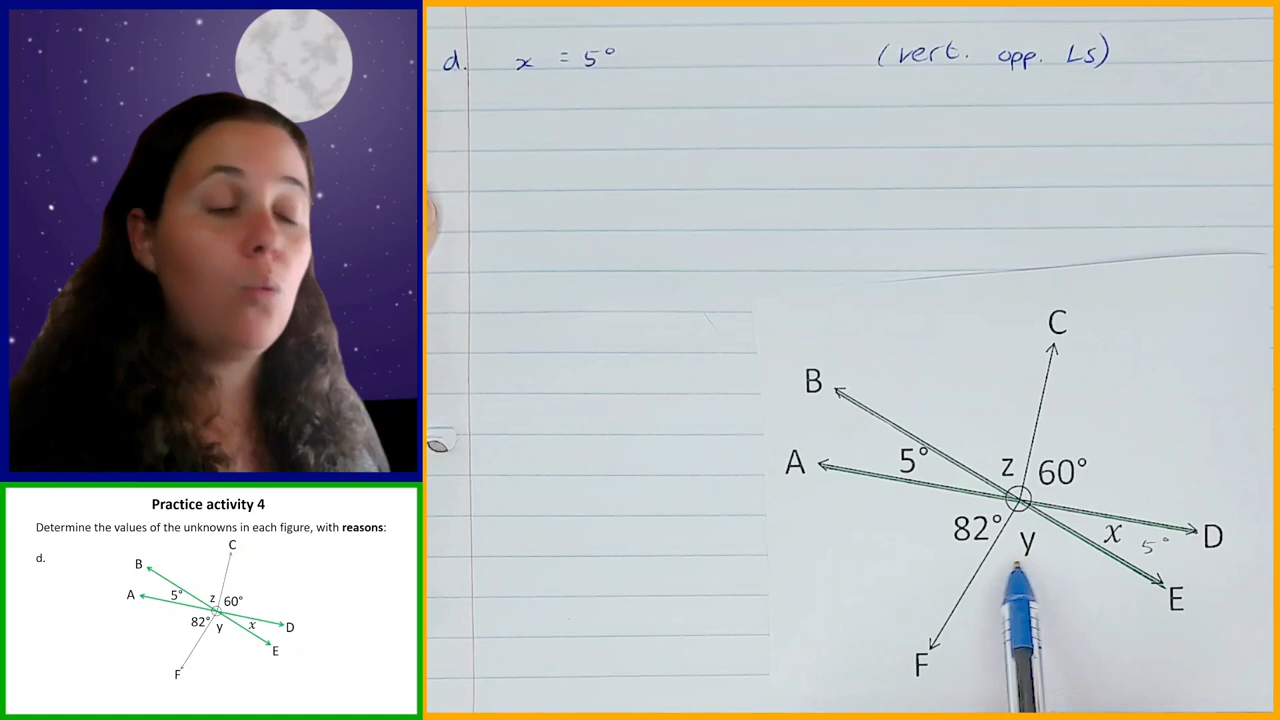 d. x = 5° (vert. opp. Ls)
C
B
A
5°
z
60°
82°
y
x
5°
D
E
F
Practice activity 4
Determine the values of the unknowns in each figure, with reasons:
d.
C
B
A
5°
z
60°
82°
y
x
D
E
F